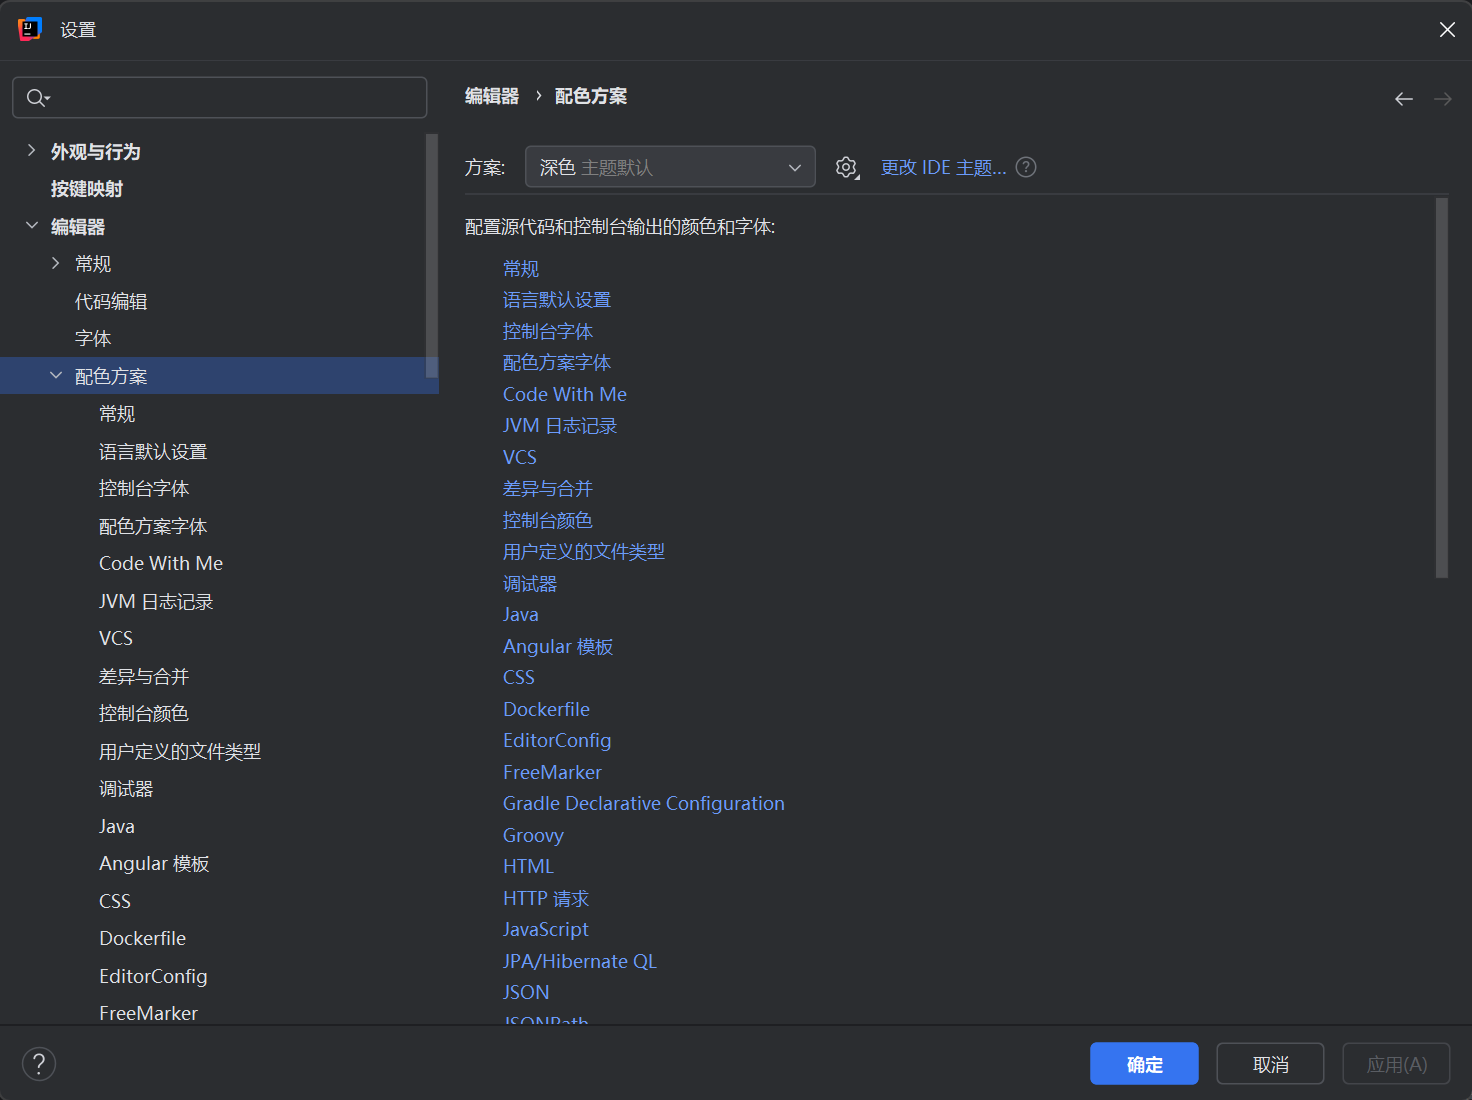 设置
外观与行为
按键映射
编辑器
常规
代码编辑
字体
配色方案
常规
语言默认设置
控制台字体
配色方案字体
Code With Me
JVM 日志记录
VCS
差异与合并
控制台颜色
用户定义的文件类型
调试器
Java
Angular 模板
CSS
Dockerfile
EditorConfig
FreeMarker
编辑器 › 配色方案
方案: 深色 主题默认 更改 IDE 主题... ?
配置源代码和控制台输出的颜色和字体:
常规
语言默认设置
控制台字体
配色方案字体
Code With Me
JVM 日志记录
VCS
差异与合并
控制台颜色
用户定义的文件类型
调试器
Java
Angular 模板
CSS
Dockerfile
EditorConfig
FreeMarker
Gradle Declarative Configuration
Groovy
HTML
HTTP 请求
JavaScript
JPA/Hibernate QL
JSON
JSONPath
? 确定 取消 应用(A)